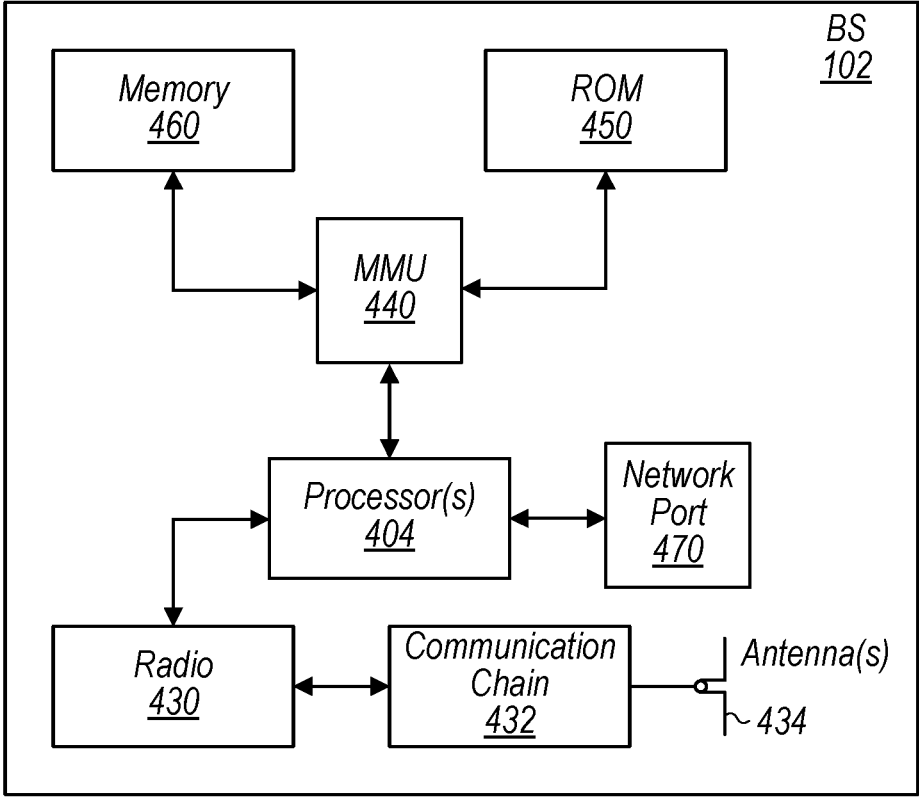 BS
102
Memory
460
ROM
450
MMU
440
Processor(s)
404
Network
Port
470
Radio
430
Communication
Chain
432
Antenna(s)
434